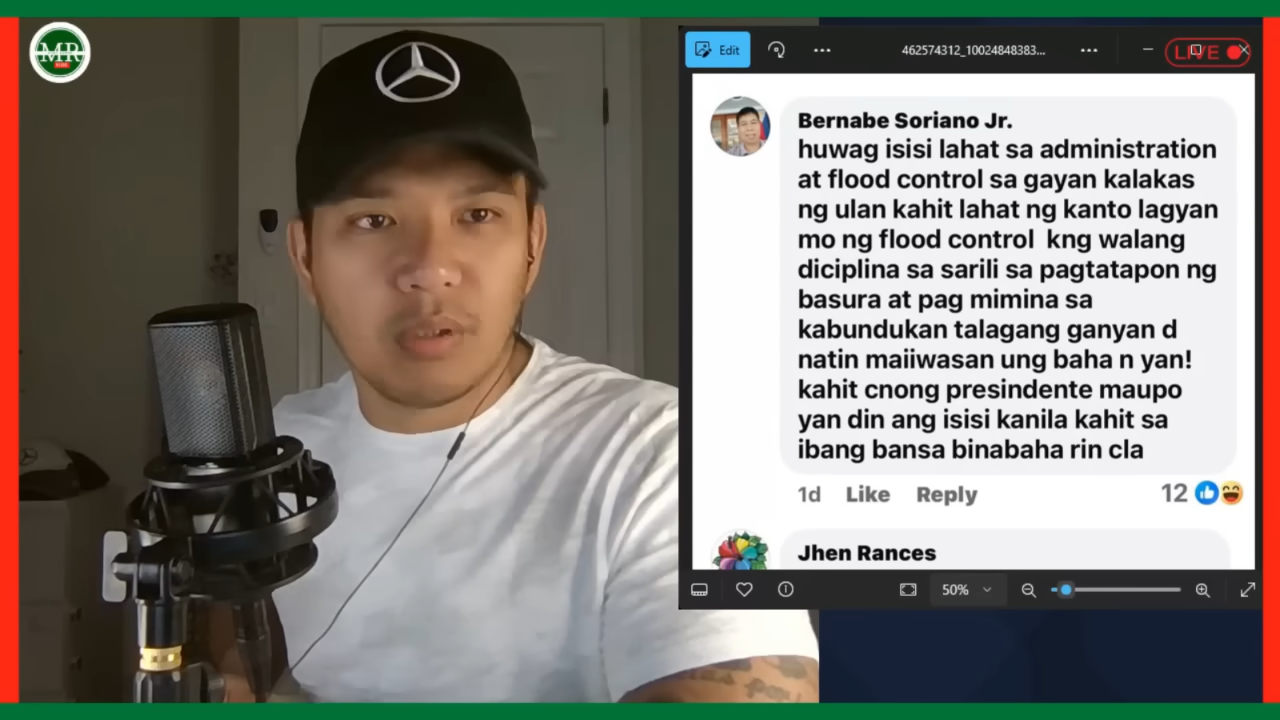 MR
Edit
462574312_10024848383...
LIVE
Bernabe Soriano Jr.
huwag isisi lahat sa administration
at flood control sa gayan kalakas
ng ulan kahit lahat ng kanto lagyan
mo ng flood control kng walang
diciplina sa sarili sa pagtatapon ng
basura at pag mimina sa
kabundukan talagang ganyan d
natin maiiwasan ung baha n yan!
kahit cnong presindente maupo
yan din ang isisi kanila kahit sa
ibang bansa binabaha rin cla
1d Like Reply 12
Jhen Rances
50%